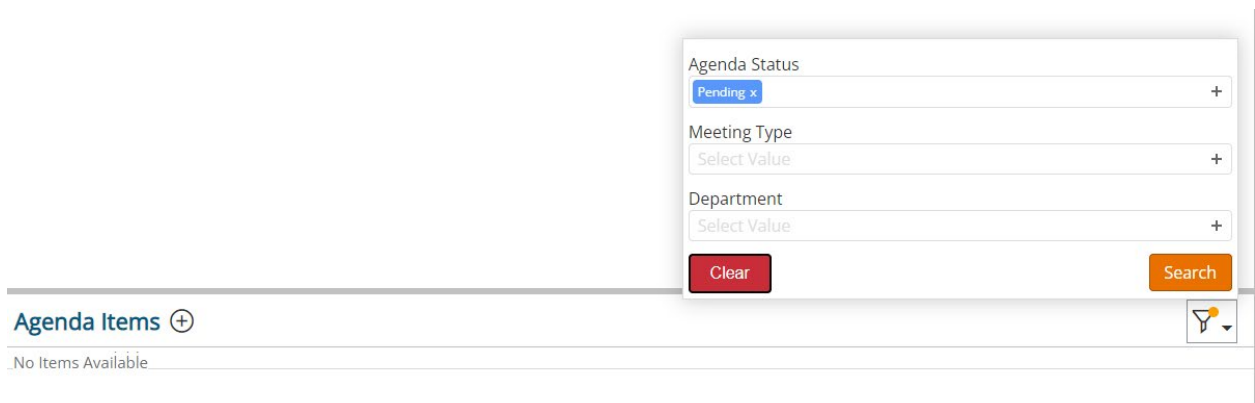 Agenda Status
Pending x
+
Meeting Type
Select Value
+
Department
Select Value
+
Clear
Search
Agenda Items
No Items Available